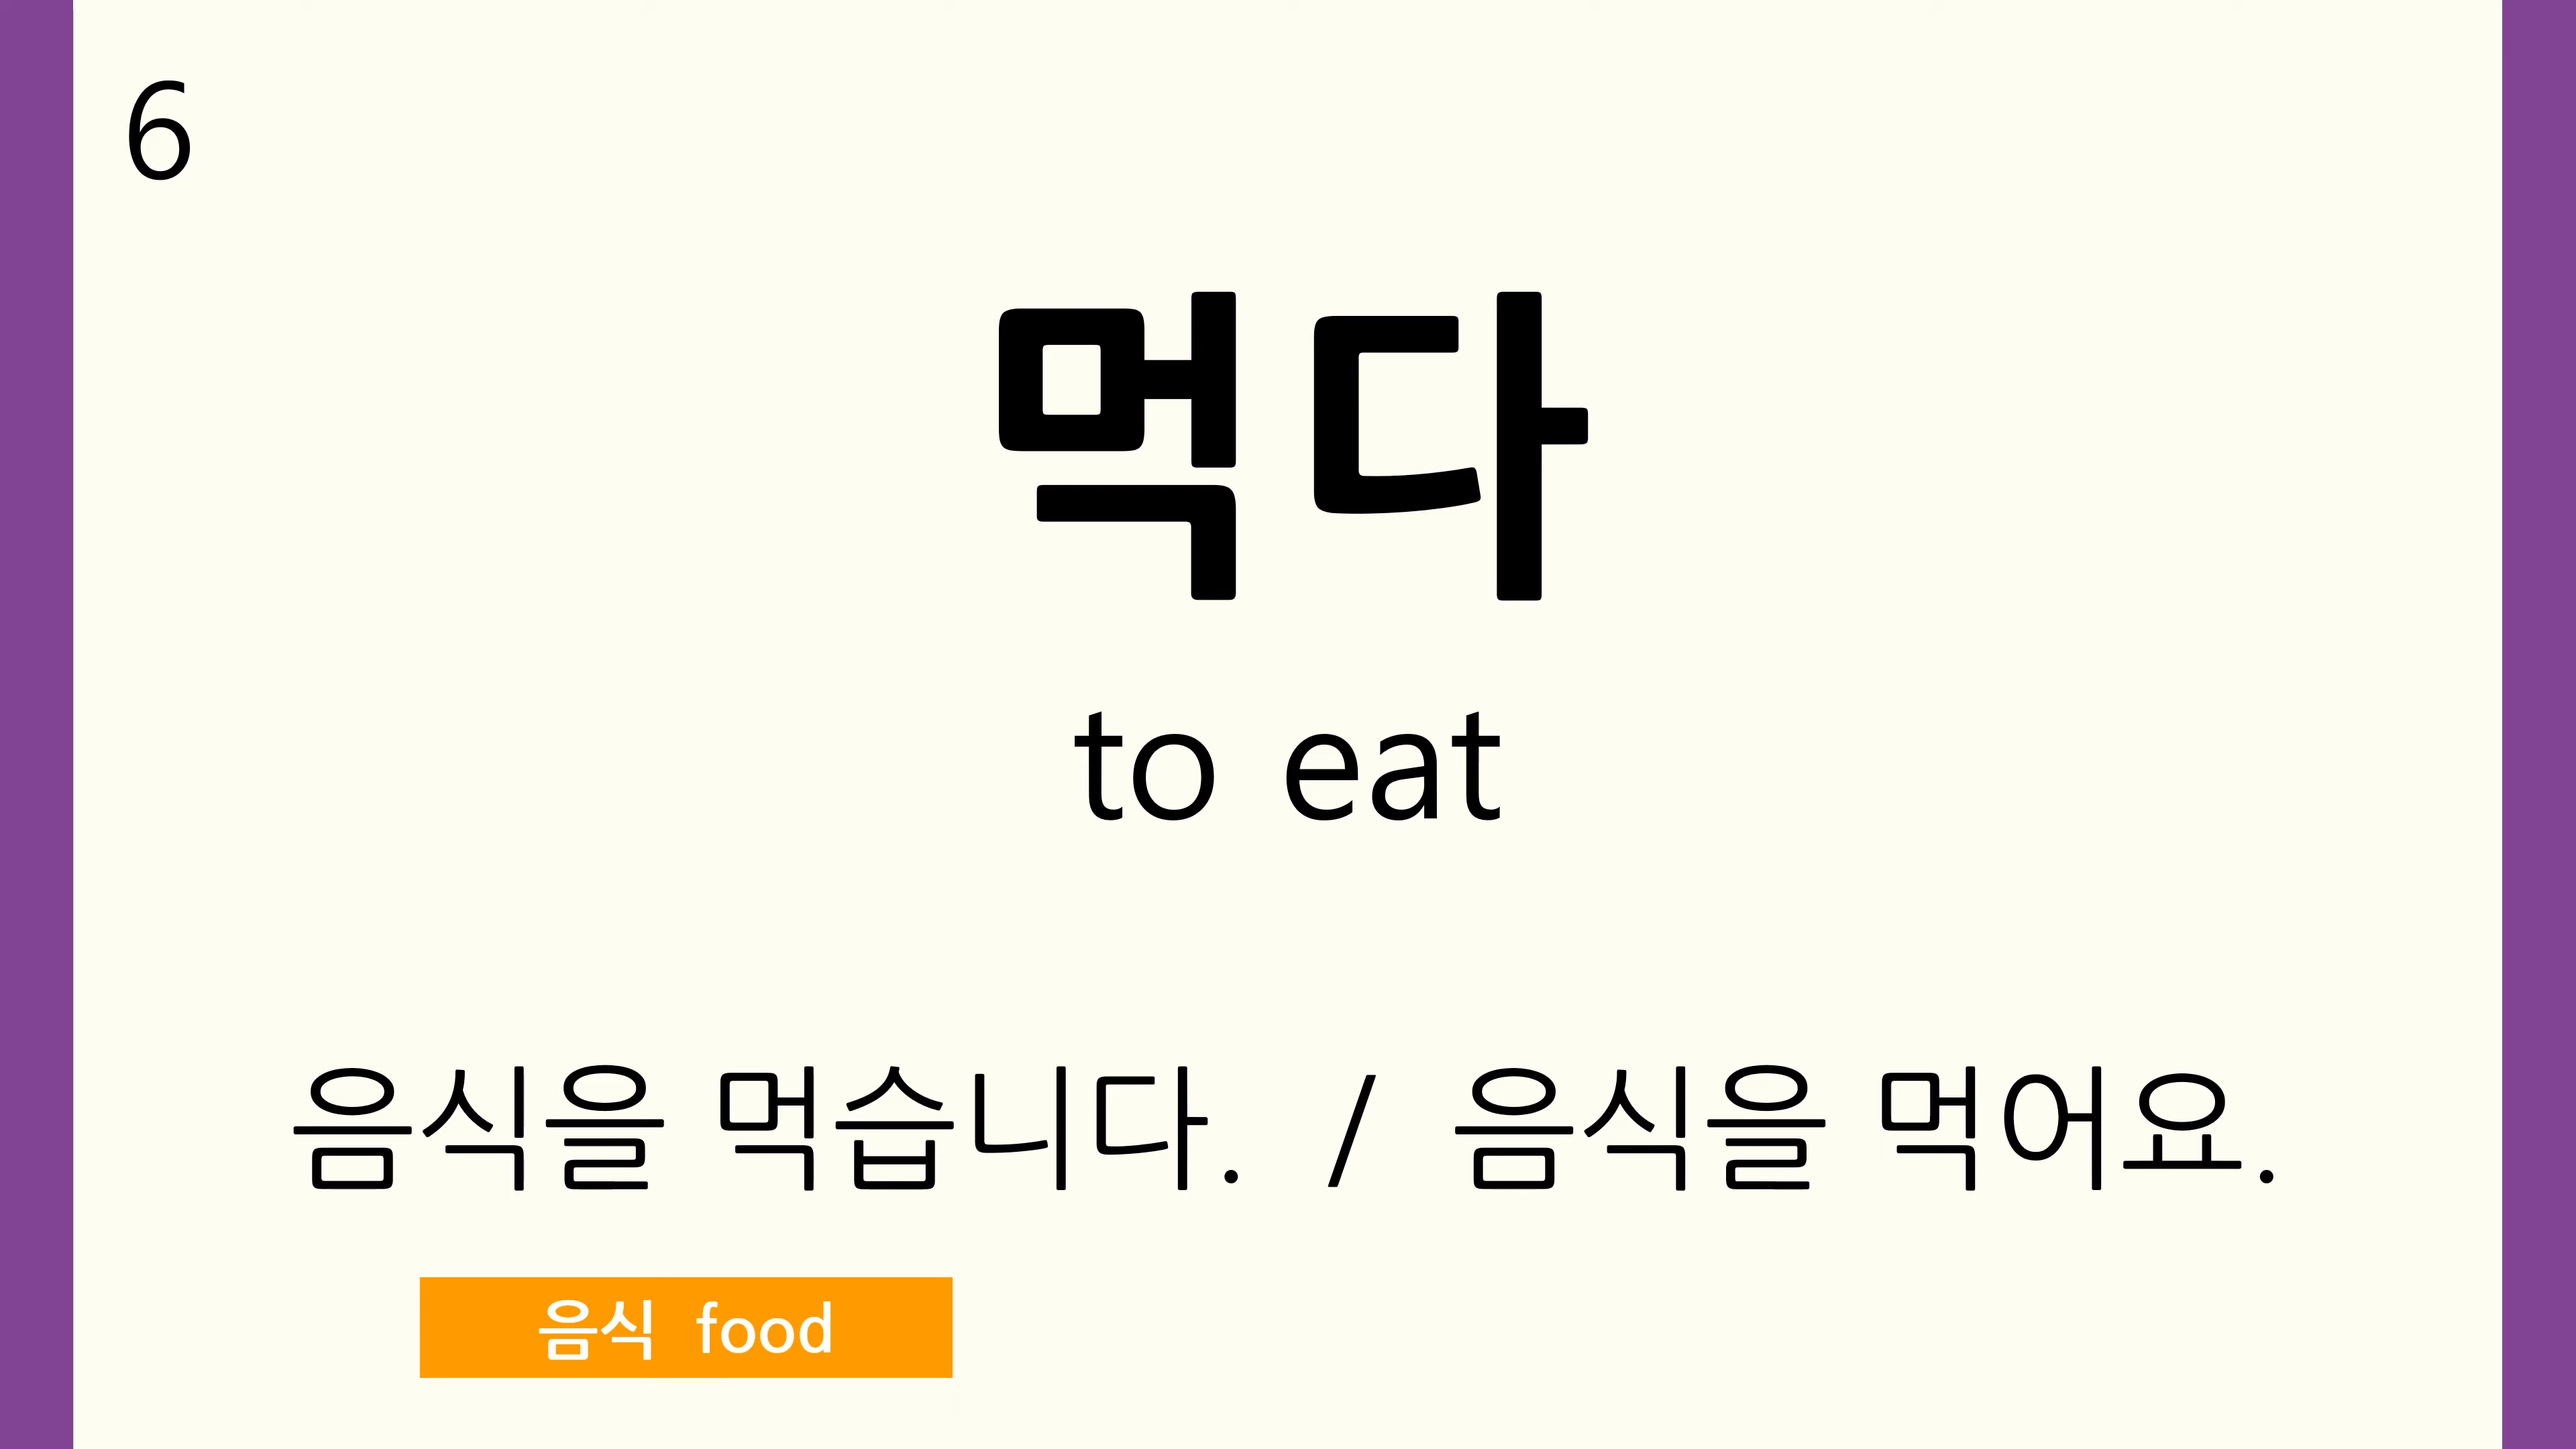 6
먹다
to eat
음식을 먹습니다. / 음식을 먹어요.
음식 food